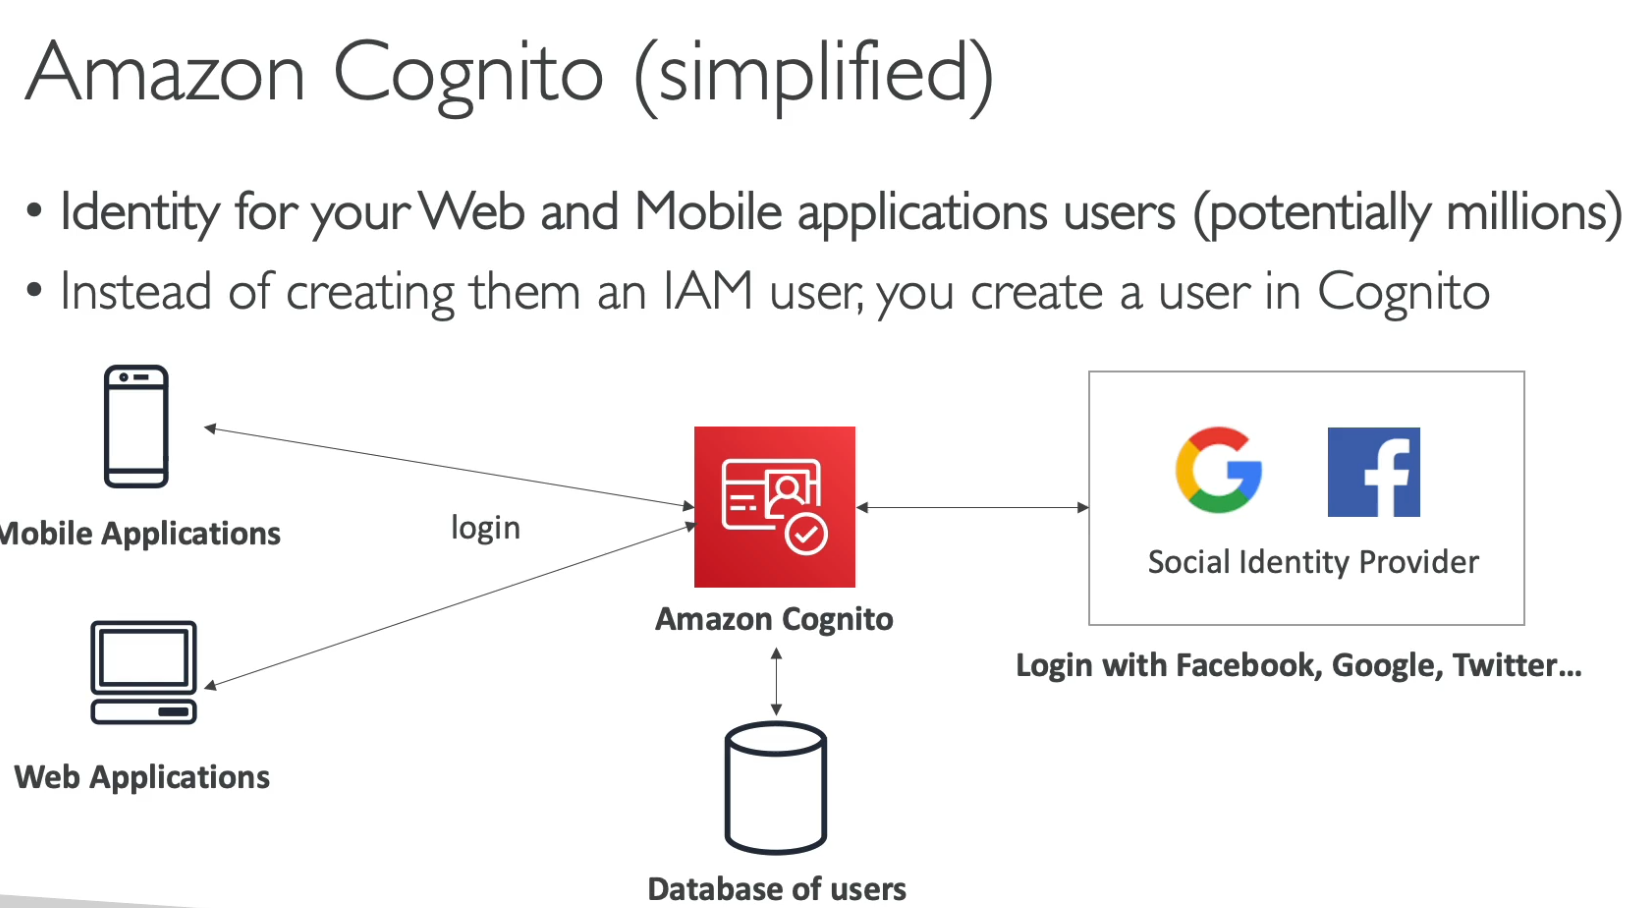 Amazon Cognito (simplified)
• Identity for your Web and Mobile applications users (potentially millions)
• Instead of creating them an IAM user, you create a user in Cognito
Mobile Applications
login
Web Applications
Amazon Cognito
Database of users
Social Identity Provider
Login with Facebook, Google, Twitter...